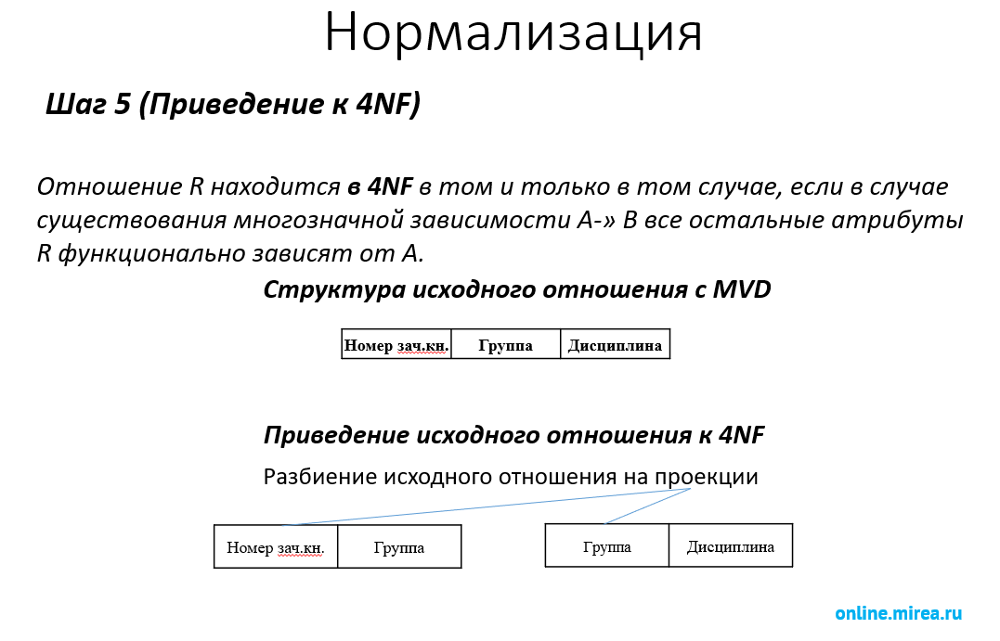 Нормализация
Шаг 5 (Приведение к 4NF)
Отношение R находится в 4NF в том и только в том случае, если в случае
существования многозначной зависимости A-» B все остальные атрибуты
R функционально зависят от A.
Структура исходного отношения с MVD
Номер зач.кн. Группа Дисциплина
Приведение исходного отношения к 4NF
Разбиение исходного отношения на проекции
Номер зач.кн. Группа Группа Дисциплина
online.mirea.ru